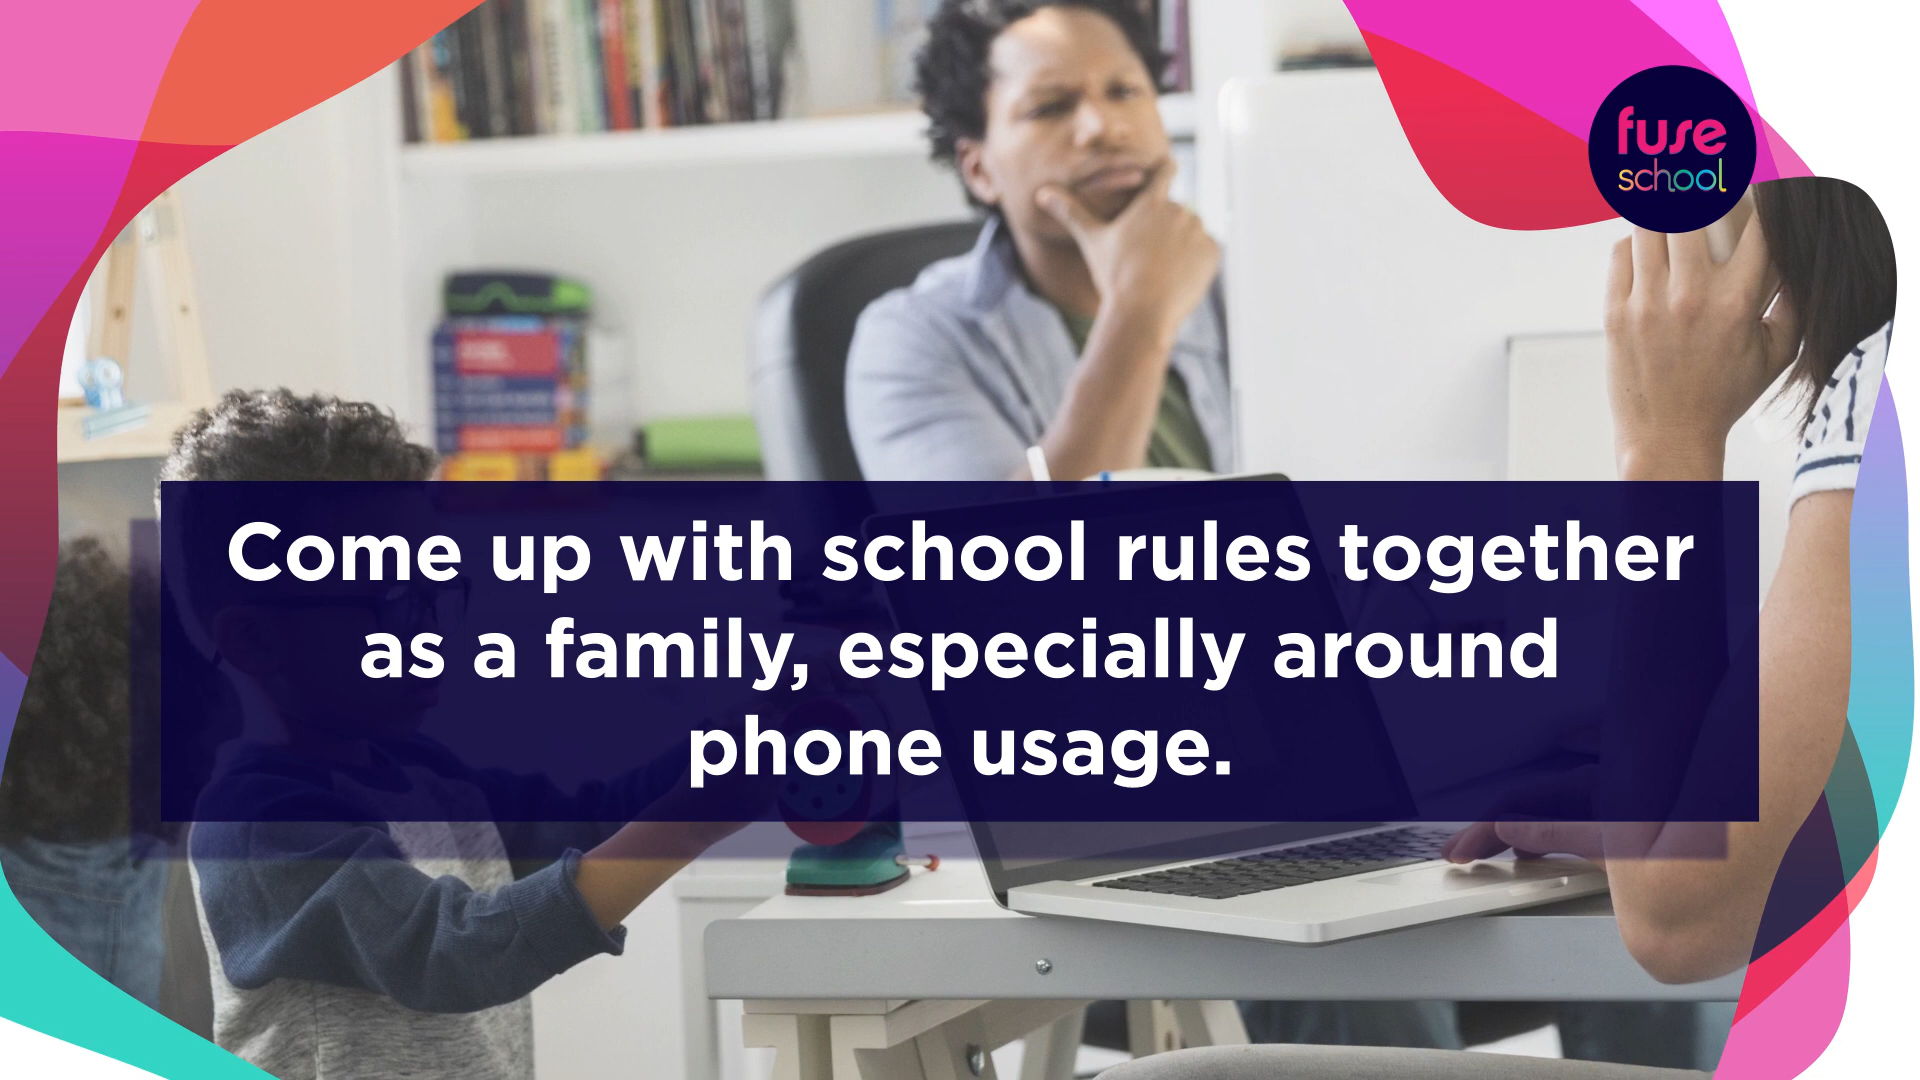 fuse
school
Come up with school rules together
as a family, especially around
phone usage.